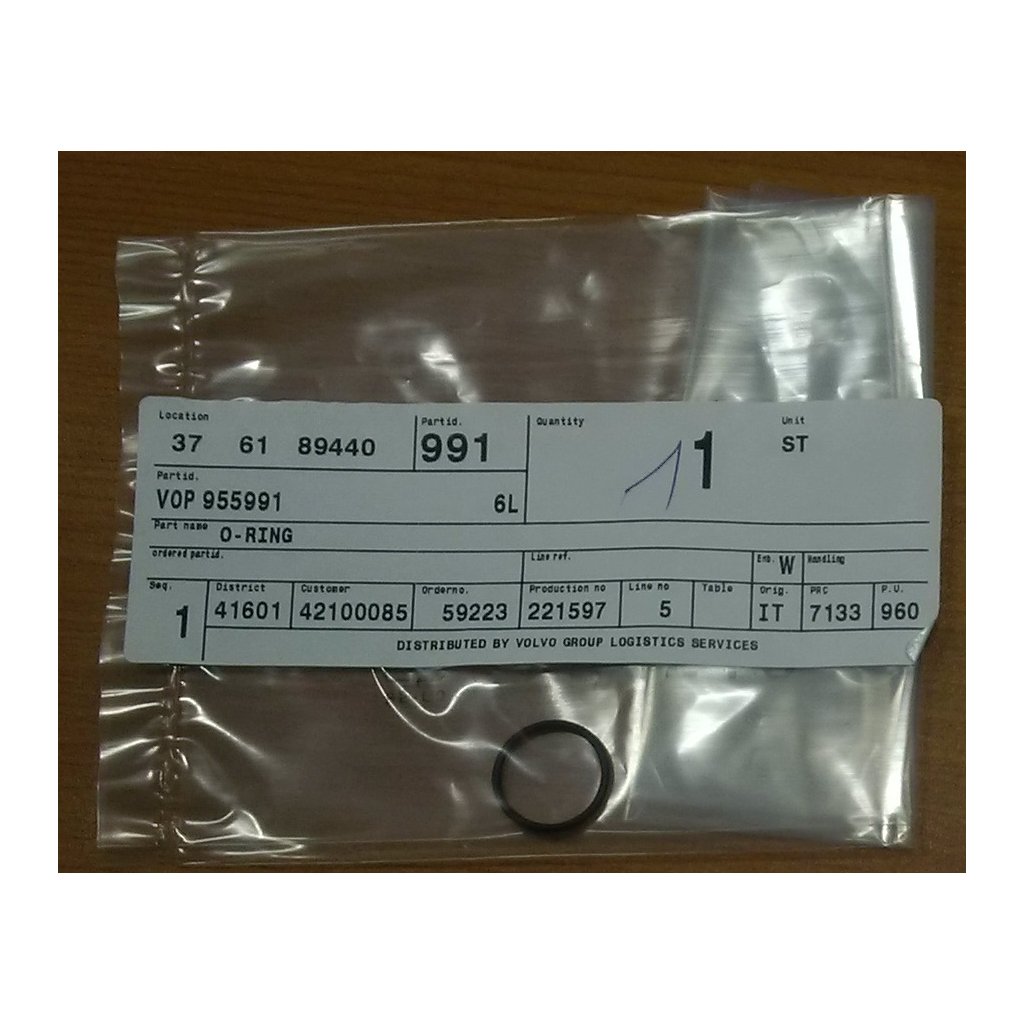 Location Partid. Quantity Unit
37 61 89440 991 1 ST
Partid.
VOP 955991 6L
Part name O-RING
ordered partid. Line ref. Emb. W Handling
Seq. District Customer Orderno. Production no Line no Table Orig. PRC P.U.
1 41601 42100085 59223 221597 5 IT 7133 960
DISTRIBUTED BY VOLVO GROUP LOGISTICS SERVICES